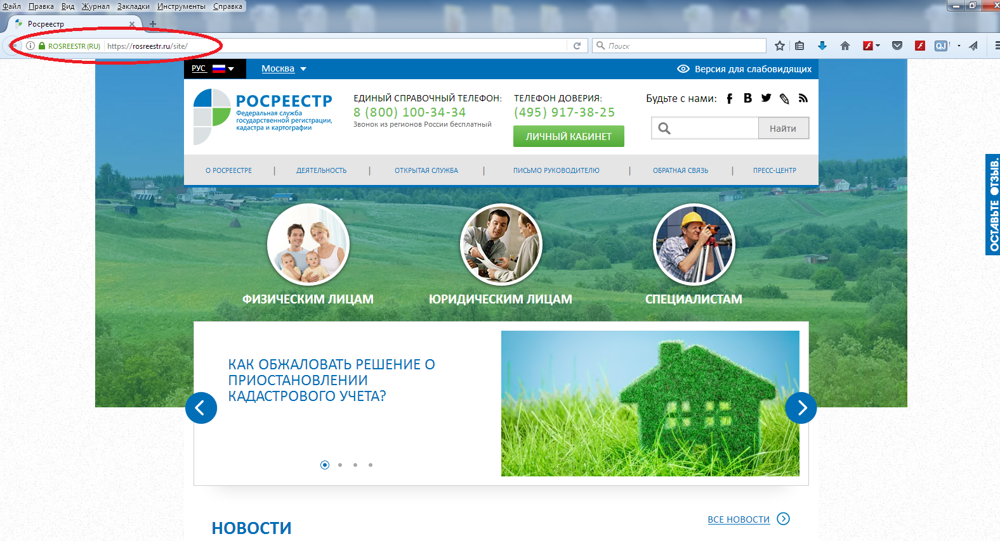 Файл Правка Вид Журнал Закладки Инструменты Справка
Росреестр
ROSREESTR (RU) https://rosreestr.ru/site/
Поиск
QJ !
РУС
Москва
Версия для слабовидящих
РОСРЕЕСТР
Федеральная служба
государственной регистрации,
кадастра и картографии
ЕДИНЫЙ СПРАВОЧНЫЙ ТЕЛЕФОН:
8 (800) 100-34-34
Звонок из регионов России бесплатный
ТЕЛЕФОН ДОВЕРИЯ:
(495) 917-38-25
ЛИЧНЫЙ КАБИНЕТ
Будьте с нами:
Найти
О РОСРЕЕСТРЕ | ДЕЯТЕЛЬНОСТЬ | ОТКРЫТАЯ СЛУЖБА | ПИСЬМО РУКОВОДИТЕЛЮ | ОБРАТНАЯ СВЯЗЬ | ПРЕСС-ЦЕНТР
ОСТАВЬТЕ ОТЗЫВ.
ФИЗИЧЕСКИМ ЛИЦАМ
ЮРИДИЧЕСКИМ ЛИЦАМ
СПЕЦИАЛИСТАМ
КАК ОБЖАЛОВАТЬ РЕШЕНИЕ О
ПРИОСТАНОВЛЕНИИ
КАДАСТРОВОГО УЧЕТА?
НОВОСТИ
ВСЕ НОВОСТИ